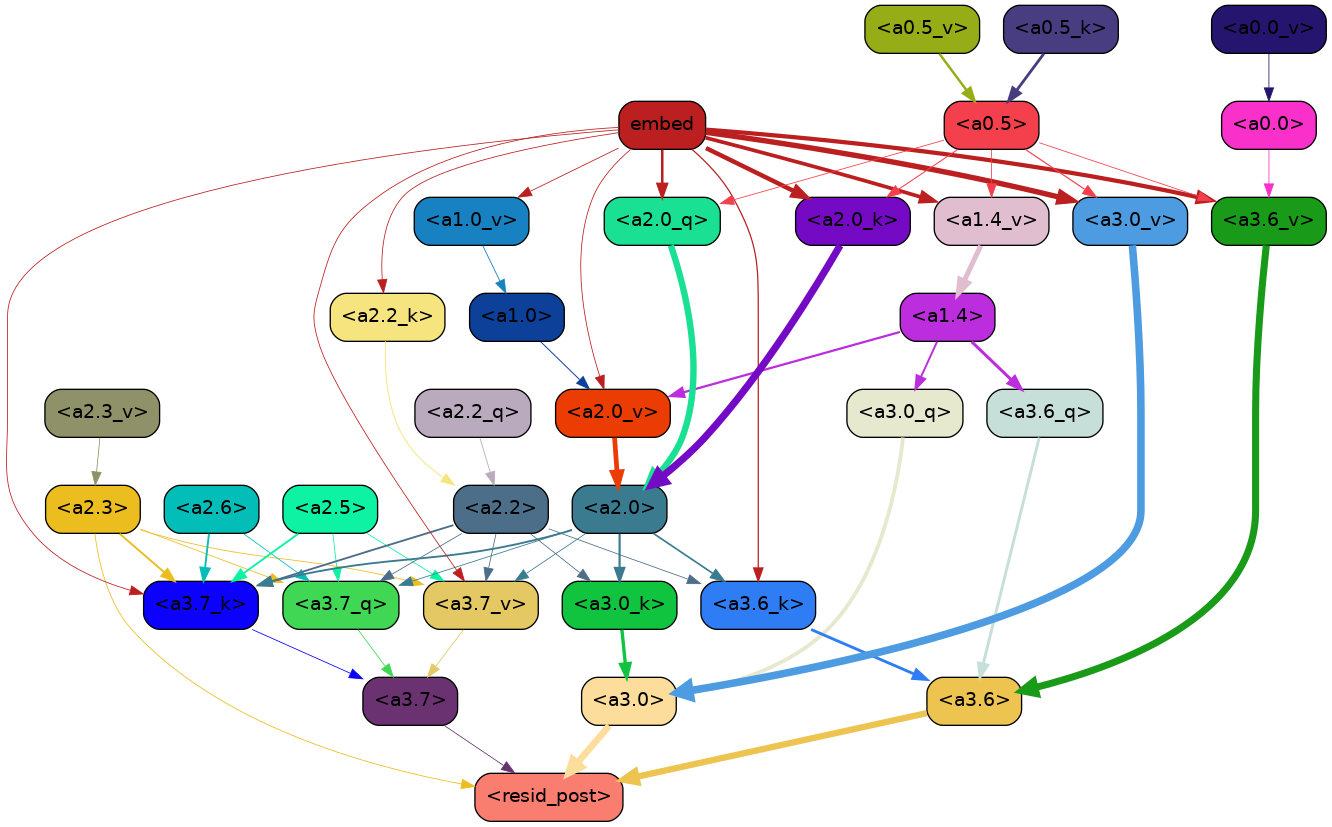 <a0.5_v>
<a0.5_k>
<a0.0_v>
embed
<a0.5>
<a0.0>
<a1.0_v>
<a2.0_q>
<a2.0_k>
<a1.4_v>
<a3.0_v>
<a3.6_v>
<a2.2_k>
<a1.0>
<a1.4>
<a2.3_v>
<a2.2_q>
<a2.0_v>
<a3.0_q>
<a3.6_q>
<a2.3>
<a2.6>
<a2.5>
<a2.2>
<a2.0>
<a3.7_k>
<a3.7_q>
<a3.7_v>
<a3.0_k>
<a3.6_k>
<a3.7>
<a3.0>
<a3.6>
<resid_post>